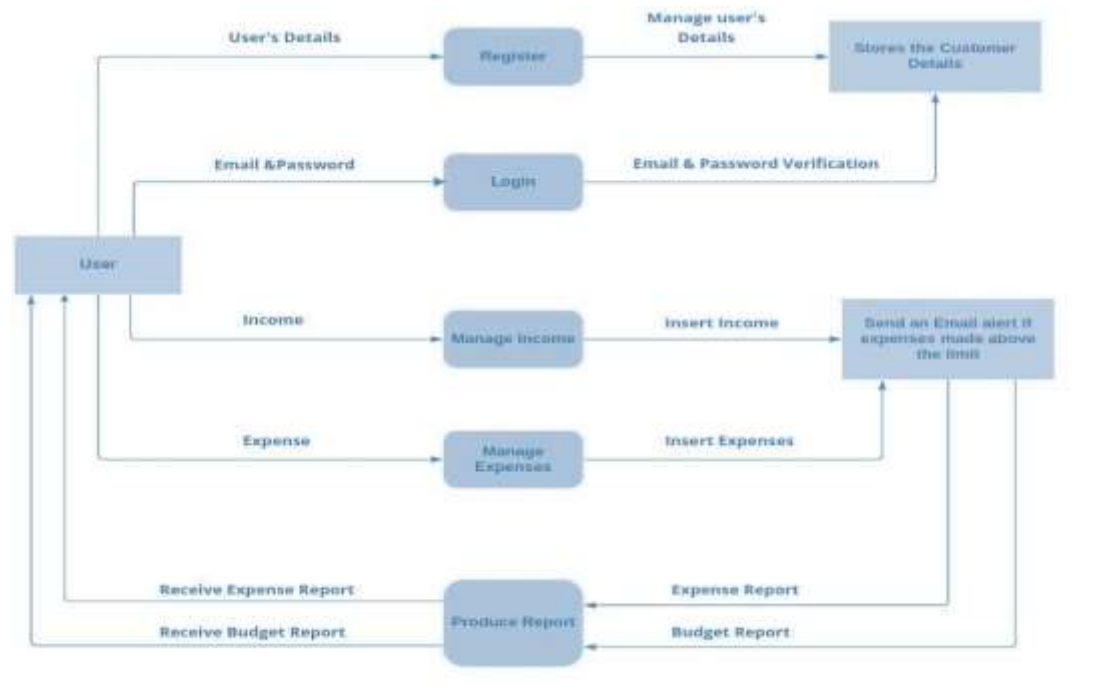 Manage user's
User's Details
Details
Register
Stores the Customer
Details
Email &Password
Email & Password Verification
Login
User
Income
Insert Income
Manage Income
Send an Email alert if
expenses made above
the limit
Expense
Insert Expenses
Manage
Expenses
Receive Expense Report
Expense Report
Produce Report
Receive Budget Report
Budget Report